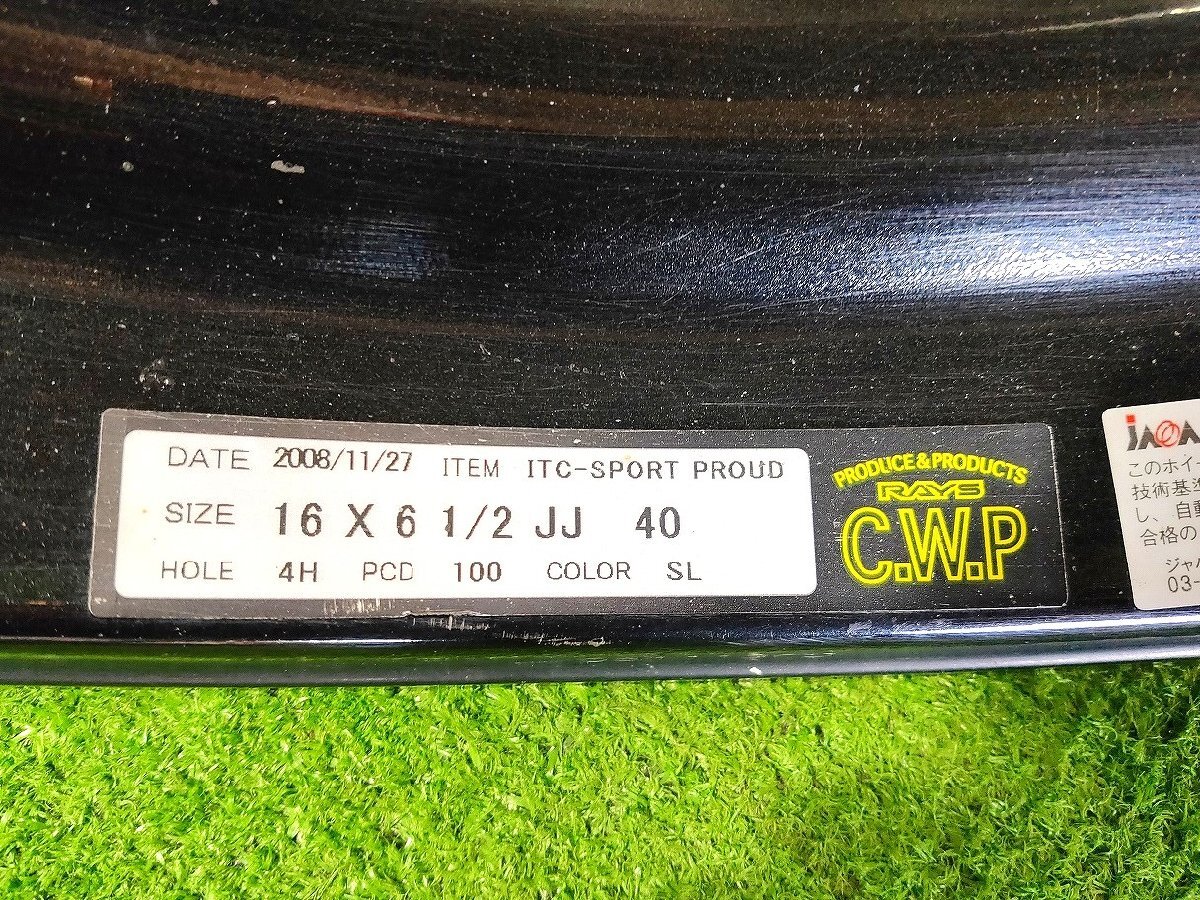 DATE 2008/11/27 ITEM ITC-SPORT PROUD
SIZE 16 X 6 1/2 JJ 40
HOLE 4H PCD 100 COLOR SL
PRODUCE & PRODUCTS
RAYS
C.W.P
このホイ
技術基準
し、自動
合格の
ジャパ
03